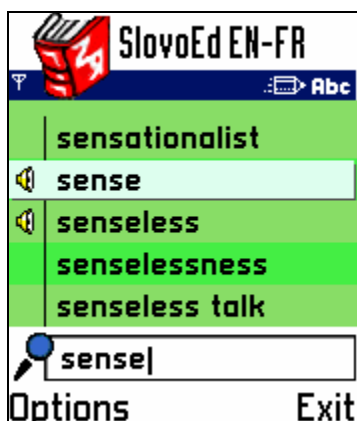 SlovoEd EN-FR
Abc
sensationalist
sense
senseless
senselessness
senseless talk
sense
Options Exit